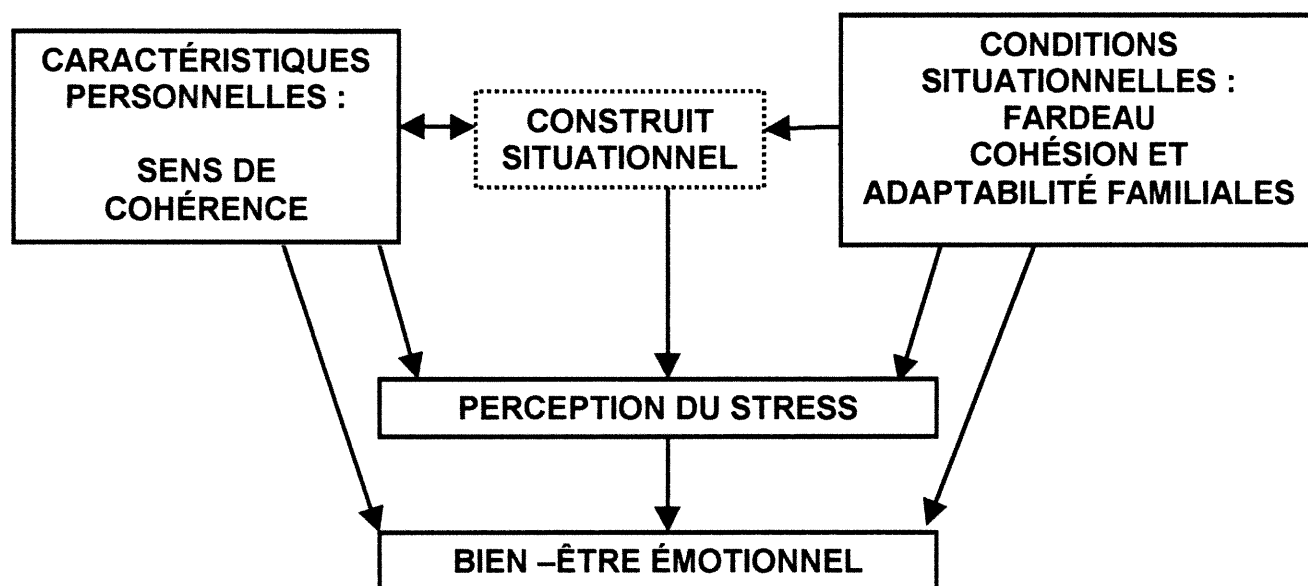 CARACTÉRISTIQUES
PERSONNELLES :
SENS DE
COHÉRENCE
CONSTRUIT
SITUATIONNEL
CONDITIONS
SITUATIONNELLES :
FARDEAU
COHÉSION ET
ADAPTABILITÉ FAMILIALES
PERCEPTION DU STRESS
BIEN –ÊTRE ÉMOTIONNEL